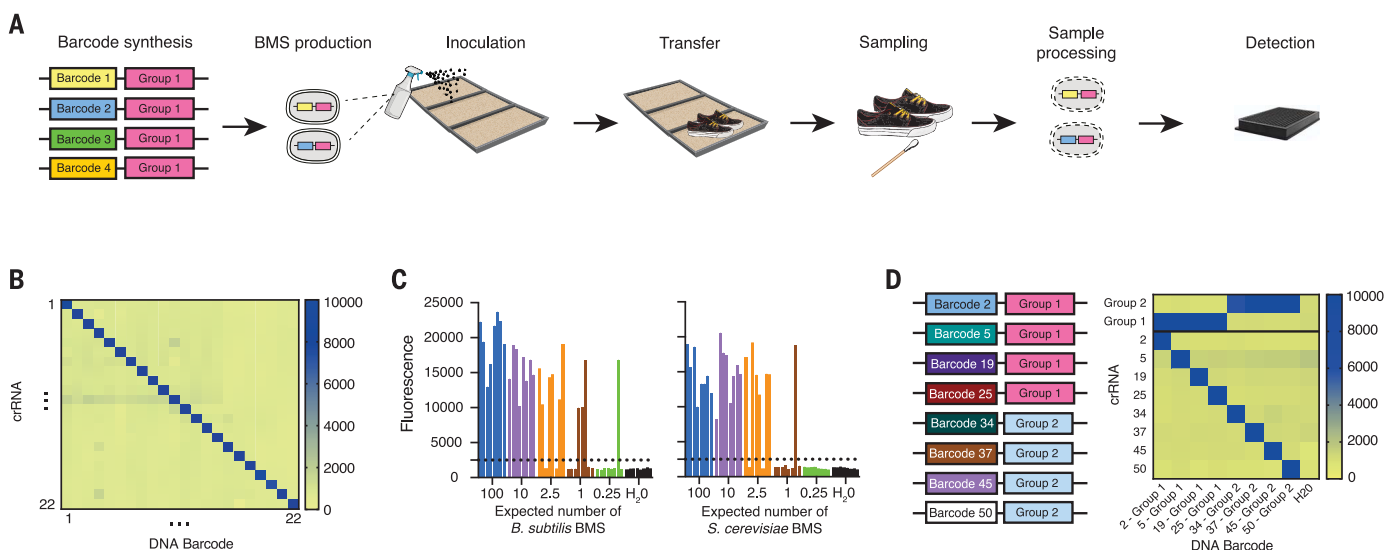 A
Barcode synthesis
BMS production
Inoculation
Transfer
Sampling
Sample
processing
Detection
Barcode 1 Group 1
Barcode 2 Group 1
Barcode 3 Group 1
Barcode 4 Group 1
B
1
crRNA
22
1
22
DNA Barcode
10000
8000
6000
4000
2000
0
C
Fluorescence
25000
20000
15000
10000
5000
0
100 10 2.5 1 0.25 H2O
Expected number of
B. subtilis BMS
100 10 2.5 1 0.25 H2O
Expected number of
S. cerevisiae BMS
D
Barcode 2 Group 1
Barcode 5 Group 1
Barcode 19 Group 1
Barcode 25 Group 1
Barcode 34 Group 2
Barcode 37 Group 2
Barcode 45 Group 2
Barcode 50 Group 2
Group 2
Group 1
2
5
19
25
34
37
45
50
crRNA
2 - Group 1
5 - Group 1
19 - Group 1
25 - Group 1
34 - Group 2
37 - Group 2
45 - Group 2
50 - Group 2
H20
DNA Barcode
10000
8000
6000
4000
2000
0